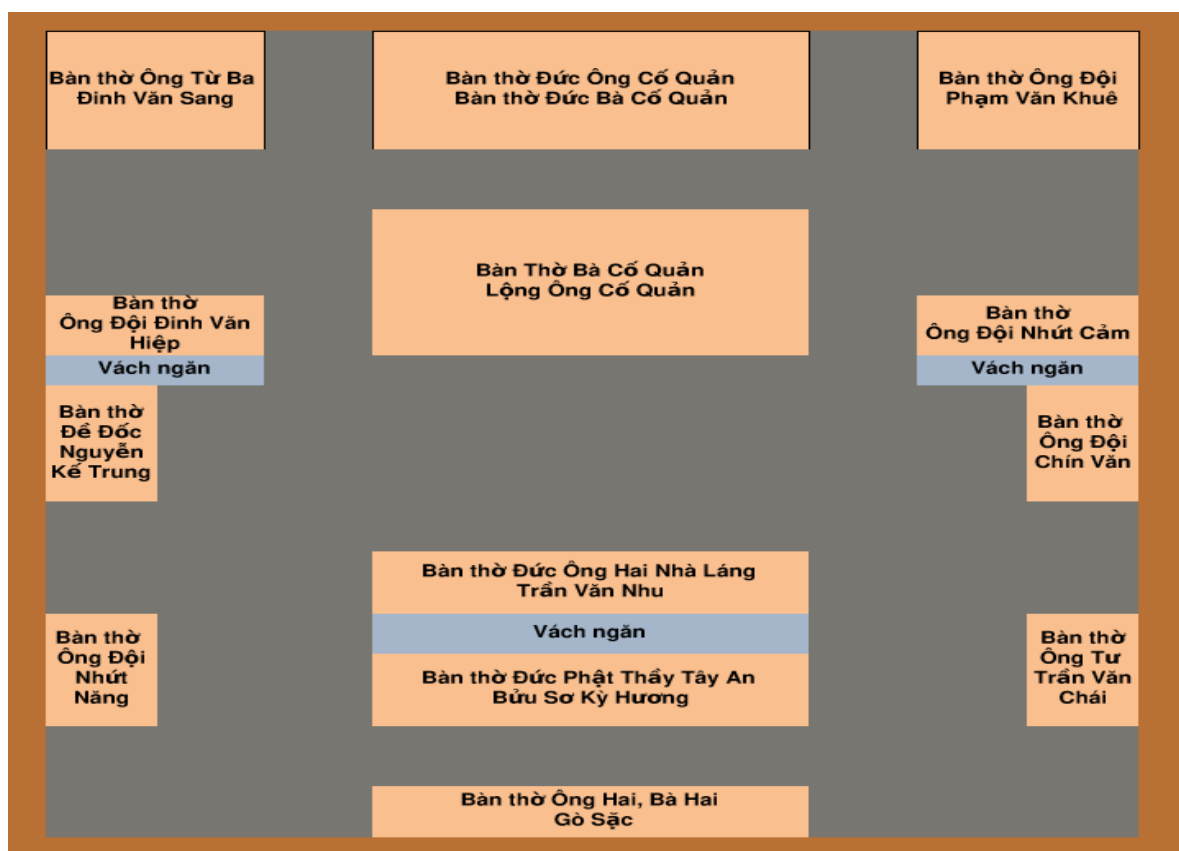 Bàn thờ Ông Từ Ba
Đinh Văn Sang
Bàn thờ Đức Ông Cố Quản
Bàn thờ Đức Bà Cố Quản
Bàn thờ Ông Đội
Phạm Văn Khuê
Bàn Thờ Bà Cố Quản
Lộng Ông Cố Quản
Bàn thờ
Ông Đội Đinh Văn
Hiệp
Vách ngăn
Bàn thờ
Ông Đội Nhứt Cảm
Vách ngăn
Bàn thờ
Đề Đốc
Nguyễn
Kế Trung
Bàn thờ
Ông Đội
Chín Văn
Bàn thờ Đức Ông Hai Nhà Láng
Trần Văn Nhu
Vách ngăn
Bàn thờ Đức Phật Thầy Tây An
Bửu Sơ Kỳ Hương
Bàn thờ
Ông Đội
Nhứt
Năng
Bàn thờ
Ông Tư
Trần Văn
Chái
Bàn thờ Ông Hai, Bà Hai
Gò Sặc